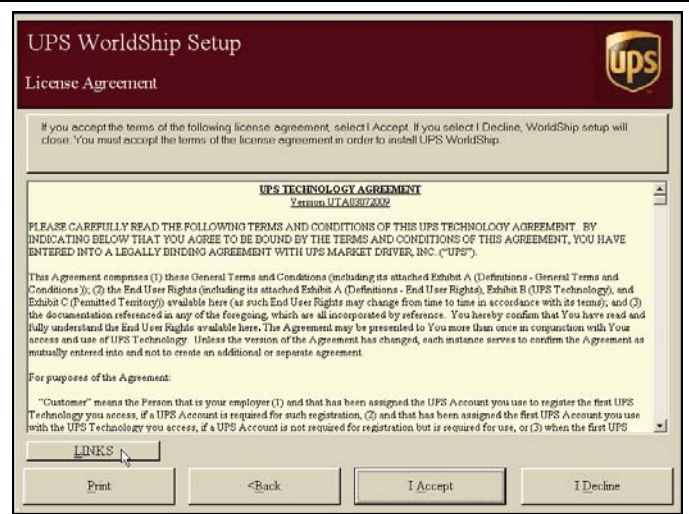 UPS WorldShip Setup
License Agreement
ups
If you accept the terms of the following license agreement, select I Accept. If you select I Decline, WorldShip setup will
close. You must accept the terms of the license agreement in order to install UPS WorldShip.
UPS TECHNOLOGY AGREEMENT
Version UTA03072009
PLEASE CAREFULLY READ THE FOLLOWING TERMS AND CONDITIONS OF THIS UPS TECHNOLOGY AGREEMENT. BY
INDICATING BELOW THAT YOU AGREE TO BE BOUND BY THE TERMS AND CONDITIONS OF THIS AGREEMENT, YOU HAVE
ENTERED INTO A LEGALLY BINDING AGREEMENT WITH UPS MARKET DRIVER, INC. ("UPS").
This Agreement comprises (1) these General Terms and Conditions (including its attached Exhibit A (Definitions - General Terms and
Conditions )); (2) the End User Rights (including its attached Exhibit A (Definitions - End User Rights), Exhibit B (UPS Technology), and
Exhibit C (Permitted Territory)) available here (as such End User Rights may change from time to time in accordance with its terms); and (3)
the documentation referenced in any of the foregoing, which are all incorporated by reference. You hereby confirm that You have read and
fully understand the End User Rights available here. The Agreement may be presented to You more than once in conjunction with Your
access and use of UPS Technology. Unless the version of the Agreement has changed, each instance serves to confirm the Agreement as
mutually entered into and not to create an additional or separate agreement.
For purposes of the Agreement:
"Customer" means the Person that is your employer (1) and that has been assigned the UPS Account you use to register the first UPS
Technology you access, if a UPS Account is required for such registration, (2) and that has been assigned the first UPS Account you use
with the UPS Technology you access, if a UPS Account is not required for registration but is required for use, or (3) when the first UPS
LINKS
Print
<Back
I Accept
I Decline